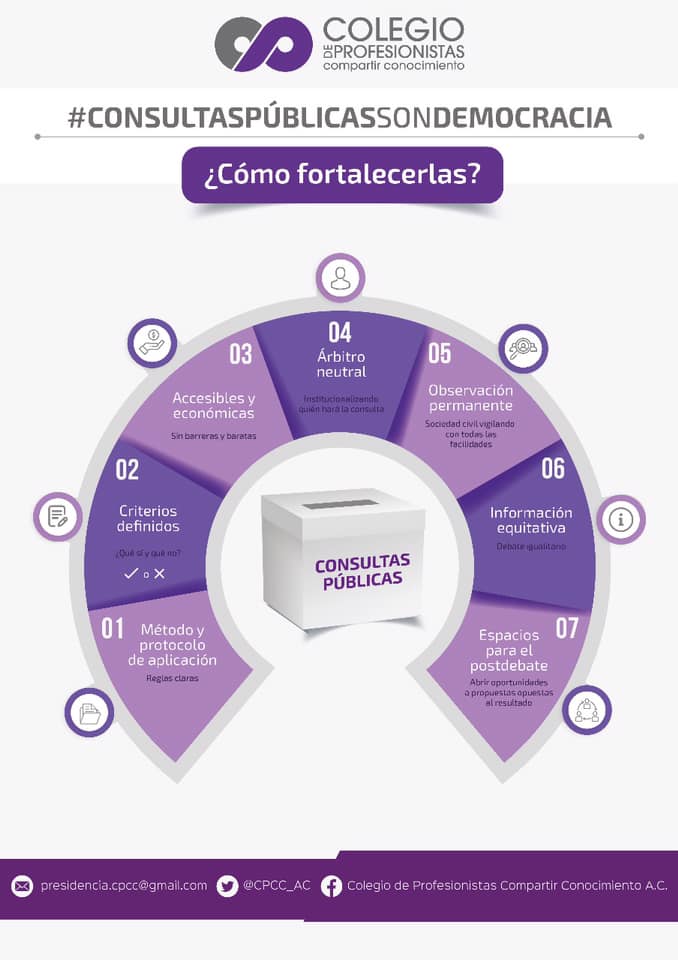 COLEGIO
DE PROFESIONISTAS
compartir conocimiento
#CONSULTASPÚBLICASSONDEMOCRACIA
¿Cómo fortalecerlas?
01
Método y
protocolo
de aplicación
Reglas claras
02
Criterios
definidos
¿Qué sí y qué no?
✓ o ✕
03
Accesibles y
económicas
Sin barreras y baratas
04
Árbitro
neutral
Institucionalizando
quién hará la consulta
05
Observación
permanente
Sociedad civil vigilando
con todas las
facilidades
06
Información
equitativa
Debate igualitario
07
Espacios
para el
postdebate
Abrir oportunidades
a propuestas opuestas
al resultado
CONSULTAS
PÚBLICAS
presidencia.cpcc@gmail.com
@CPCC_AC
Colegio de Profesionistas Compartir Conocimiento A.C.